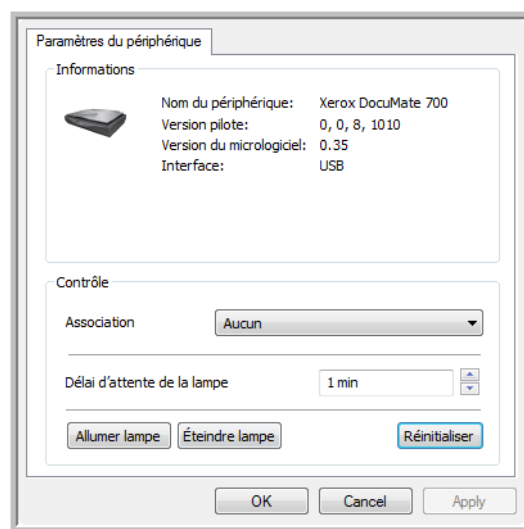 Paramètres du périphérique
Informations
Nom du périphérique: Xerox DocuMate 700
Version pilote: 0, 0, 8, 1010
Version du micrologiciel: 0.35
Interface: USB
Contrôle
Association Aucun
Délai d'attente de la lampe 1 min
Allumer lampe Éteindre lampe Réinitialiser
OK Cancel Apply